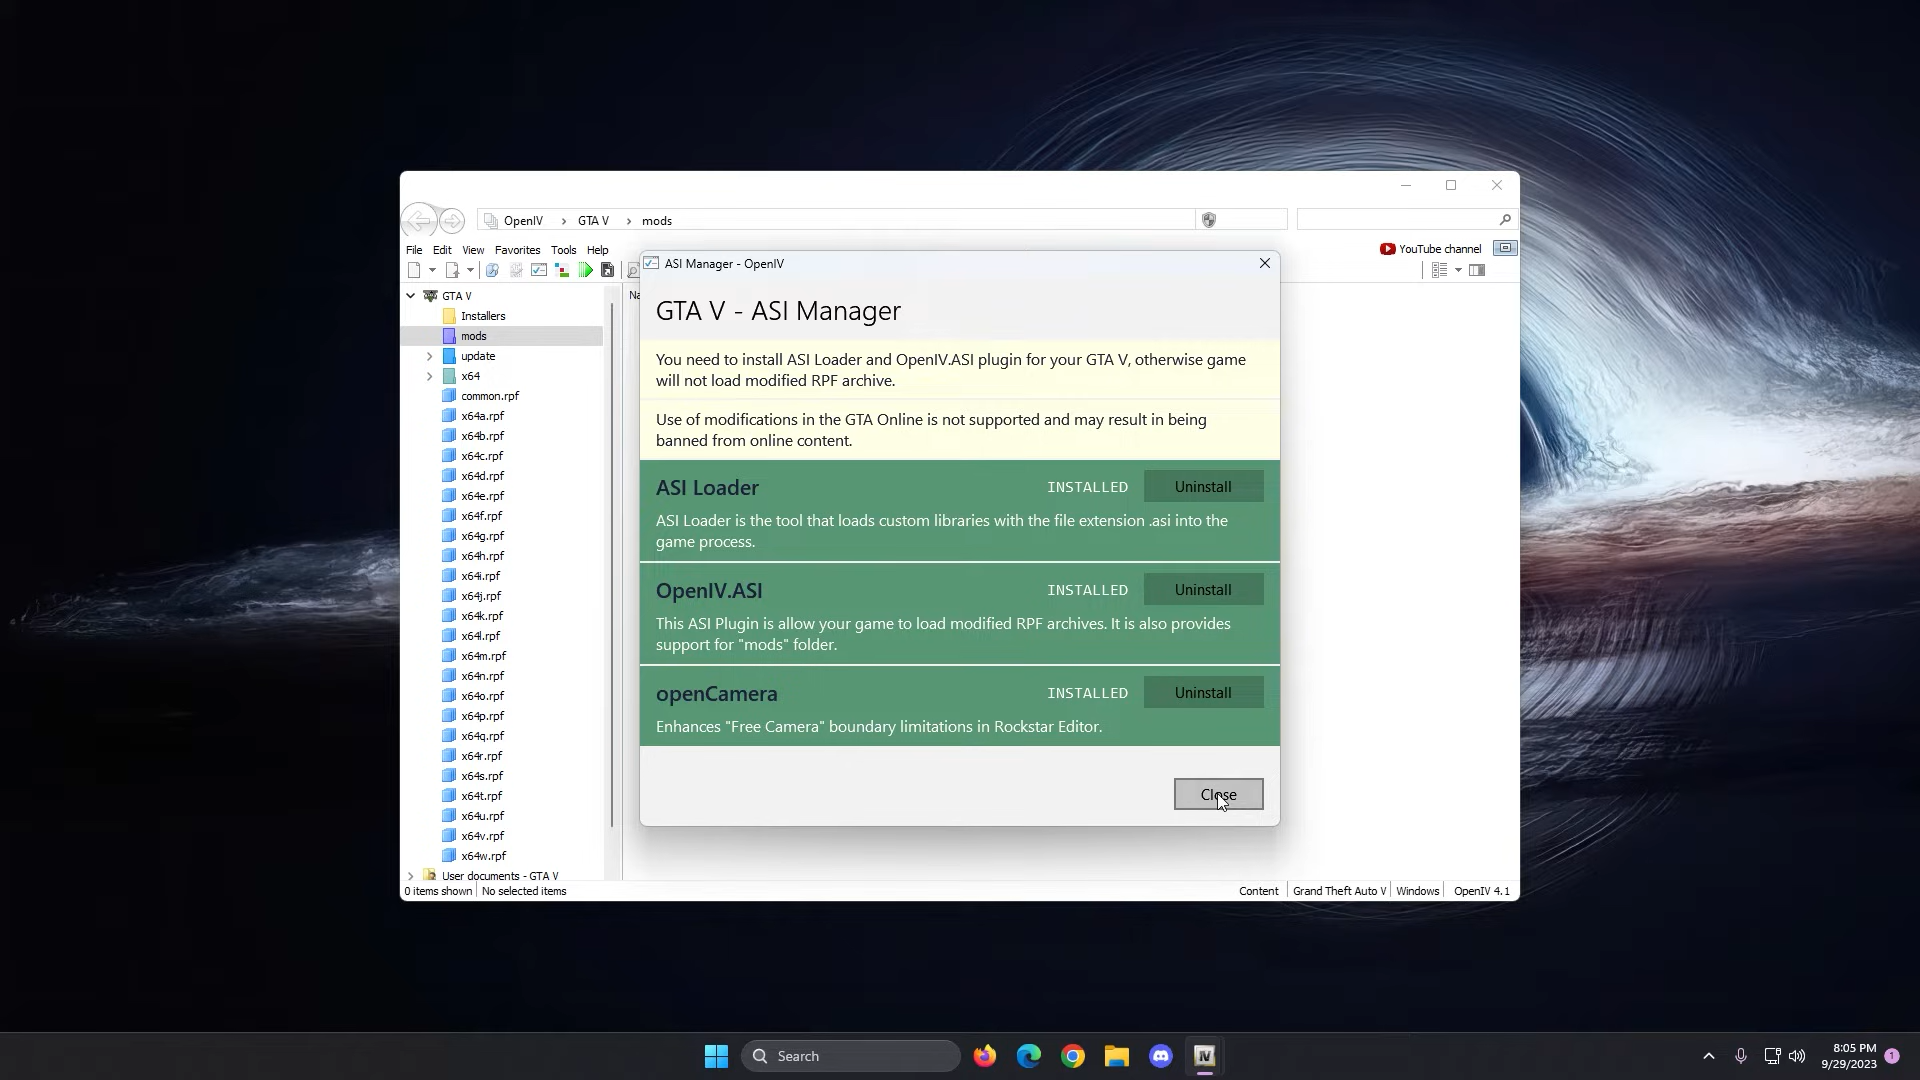 OpenIV > GTA V > mods
File Edit View Favorites Tools Help
YouTube channel
ASI Manager - OpenIV
GTA V - ASI Manager
You need to install ASI Loader and OpenIV.ASI plugin for your GTA V, otherwise game
will not load modified RPF archive.
Use of modifications in the GTA Online is not supported and may result in being
banned from online content.
ASI Loader INSTALLED Uninstall
ASI Loader is the tool that loads custom libraries with the file extension .asi into the
game process.
OpenIV.ASI INSTALLED Uninstall
This ASI Plugin is allow your game to load modified RPF archives. It is also provides
support for "mods" folder.
openCamera INSTALLED Uninstall
Enhances "Free Camera" boundary limitations in Rockstar Editor.
Close
GTA V
Installers
mods
update
x64
common.rpf
x64a.rpf
x64b.rpf
x64c.rpf
x64d.rpf
x64e.rpf
x64f.rpf
x64g.rpf
x64h.rpf
x64i.rpf
x64j.rpf
x64k.rpf
x64l.rpf
x64m.rpf
x64n.rpf
x64o.rpf
x64p.rpf
x64q.rpf
x64r.rpf
x64s.rpf
x64t.rpf
x64u.rpf
x64v.rpf
x64w.rpf
User documents - GTA V
0 items shown No selected items
Content Grand Theft Auto V Windows OpenIV 4.1
Search
IV
8:05 PM
9/29/2023
1